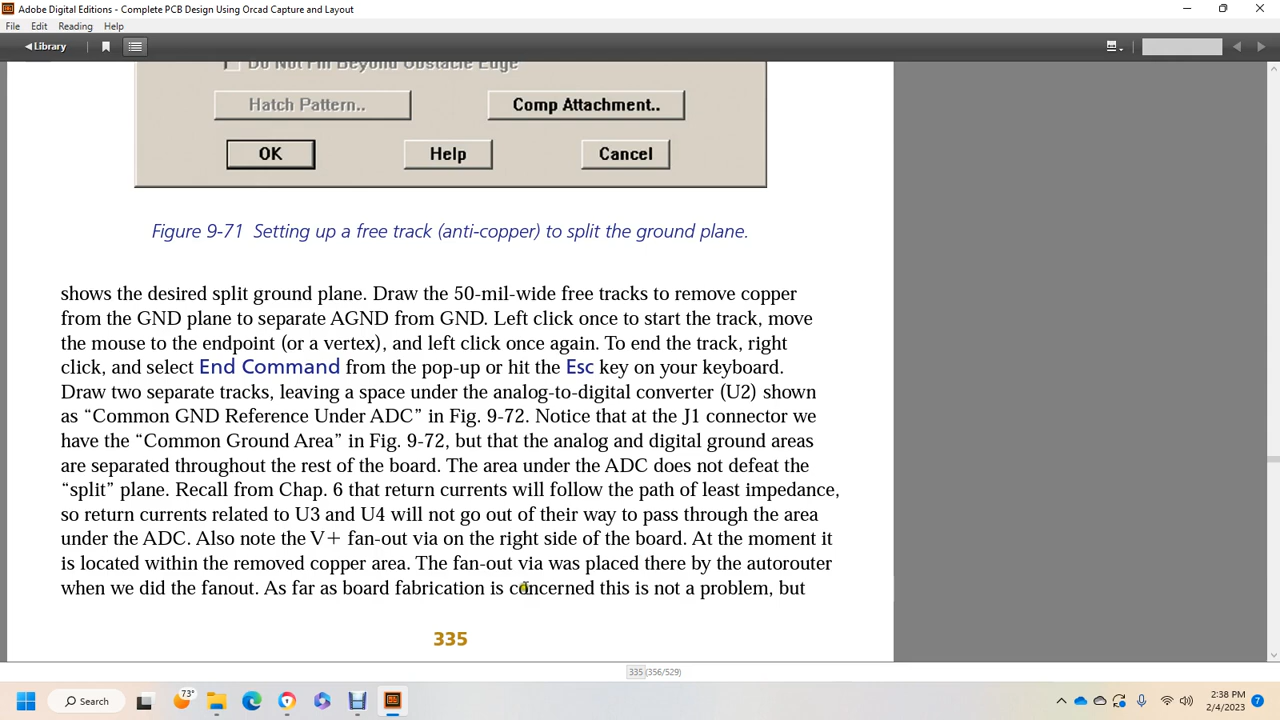 Adobe Digital Editions - Complete PCB Design Using Orcad Capture and Layout
File Edit Reading Help
Library
Do Not Fill Beyond Obstacle Edge
Hatch Pattern.. Comp Attachment..
OK Help Cancel
Figure 9-71 Setting up a free track (anti-copper) to split the ground plane.
shows the desired split ground plane. Draw the 50-mil-wide free tracks to remove copper
from the GND plane to separate AGND from GND. Left click once to start the track, move
the mouse to the endpoint (or a vertex), and left click once again. To end the track, right
click, and select End Command from the pop-up or hit the Esc key on your keyboard.
Draw two separate tracks, leaving a space under the analog-to-digital converter (U2) shown
as “Common GND Reference Under ADC” in Fig. 9-72. Notice that at the J1 connector we
have the “Common Ground Area” in Fig. 9-72, but that the analog and digital ground areas
are separated throughout the rest of the board. The area under the ADC does not defeat the
“split” plane. Recall from Chap. 6 that return currents will follow the path of least impedance,
so return currents related to U3 and U4 will not go out of their way to pass through the area
under the ADC. Also note the V+ fan-out via on the right side of the board. At the moment it
is located within the removed copper area. The fan-out via was placed there by the autorouter
when we did the fanout. As far as board fabrication is concerned this is not a problem, but
335
335 (356/529)
Search
73°
2:38 PM
2/4/2023
7